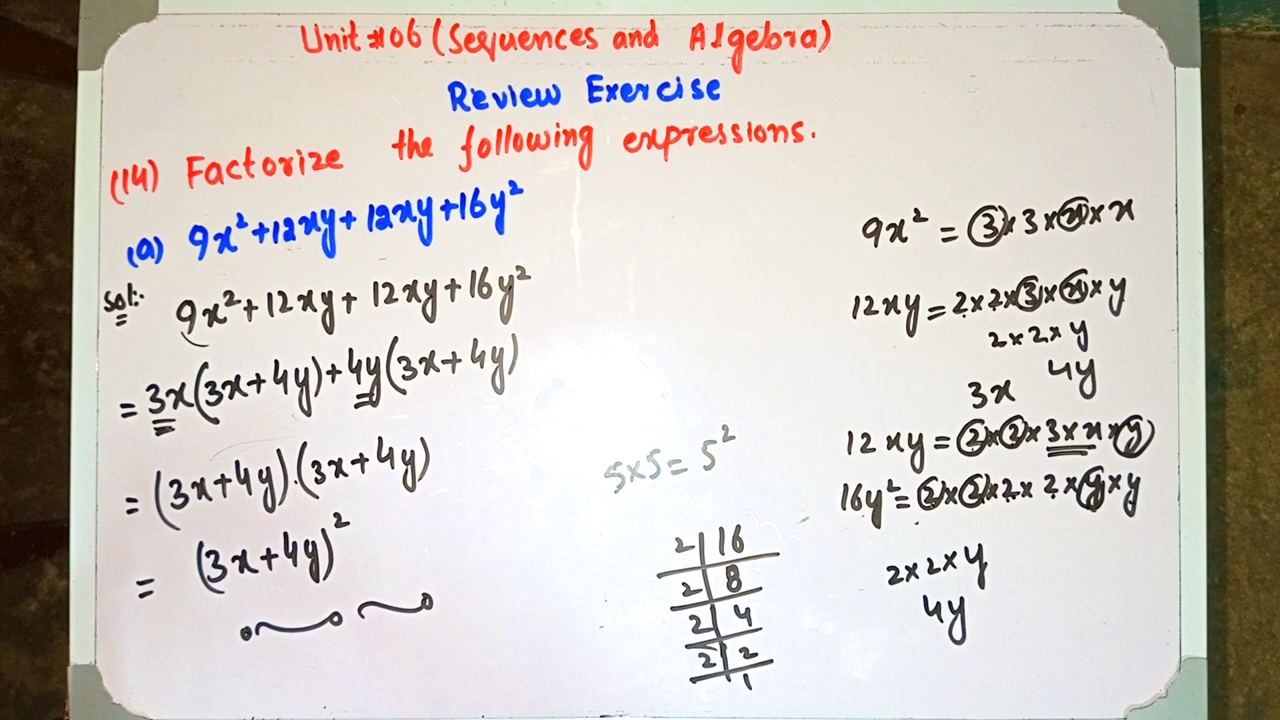 Unit#06 (Sequences and Algebra)
Review Exercise
(14) Factorize the following expressions.
(a) 9x²+12xy+12xy+16y²
Sol:-
9x²+12xy+12xy+16y²
=3x(3x+4y)+4y(3x+4y)
=(3x+4y).(3x+4y)
= (3x+4y)²
5×5=5²
2|16
2|8
2|4
2|2
1
9x² = 3×3×x×x
12xy=2×2×3×x×y
2×2×y
3x 4y
12xy=2×2×3×x×y
16y²=2×2×2×2×y×y
2×2×y
4y